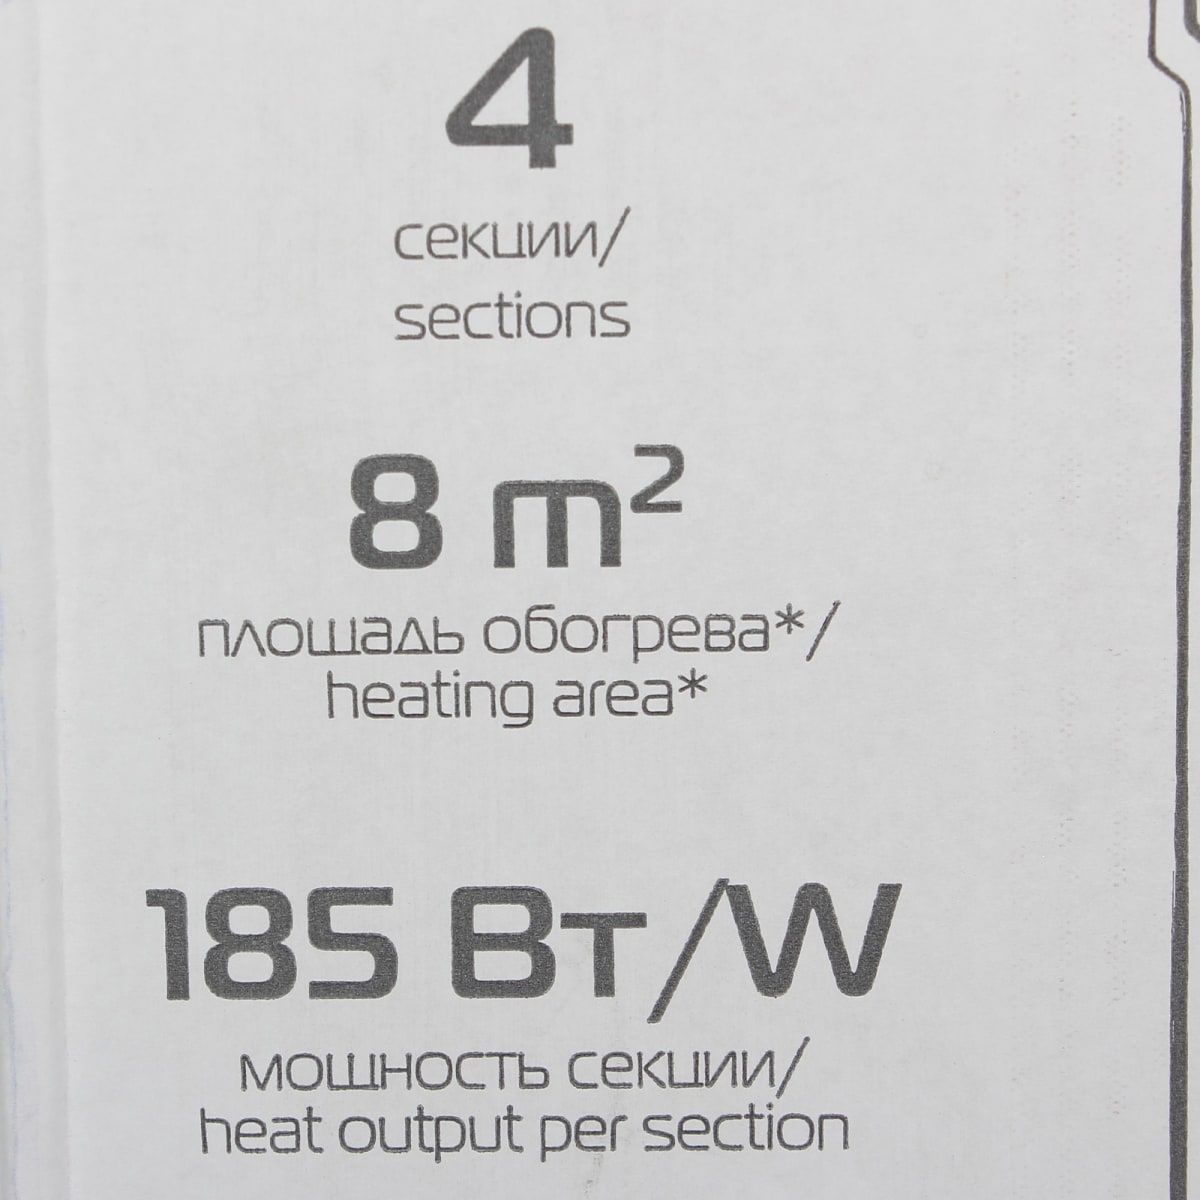 4
секции/
sections
8 m²
площадь обогрева*/
heating area*
185 Вт/W
мощность секции/
heat output per section